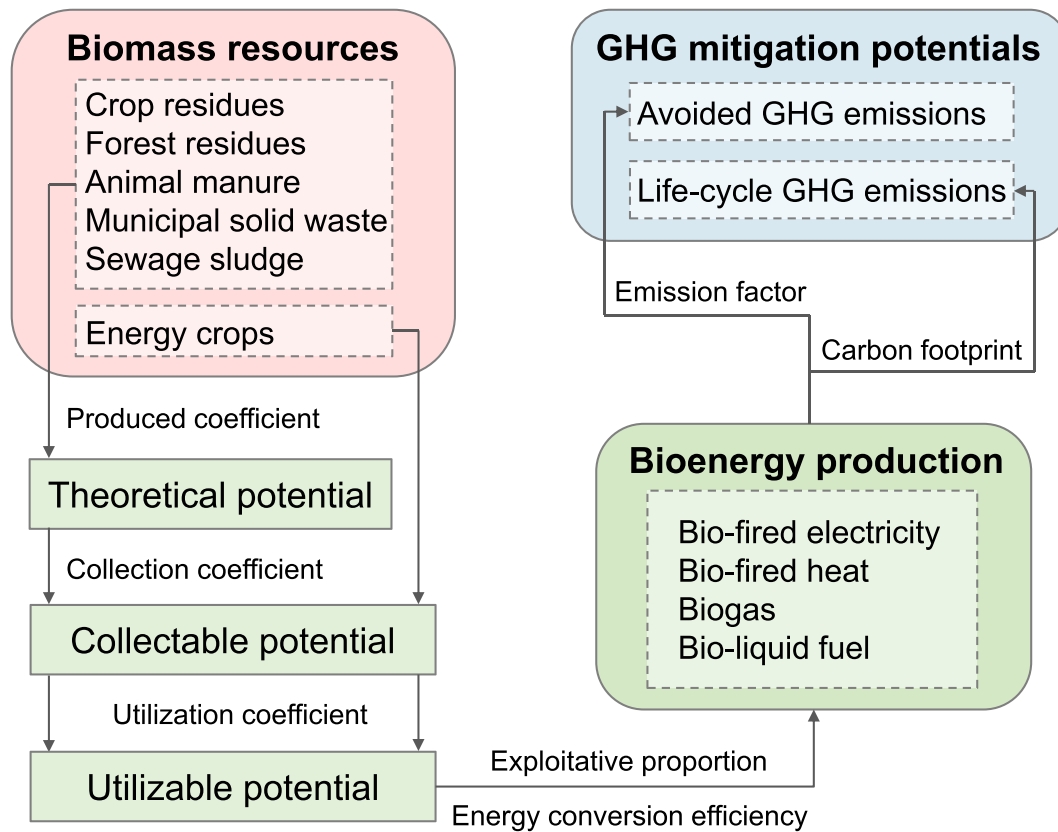 Biomass resources
Crop residues
Forest residues
Animal manure
Municipal solid waste
Sewage sludge
Energy crops
Produced coefficient
Theoretical potential
Collection coefficient
Collectable potential
Utilization coefficient
Utilizable potential
Exploitative proportion
Energy conversion efficiency
GHG mitigation potentials
Avoided GHG emissions
Life-cycle GHG emissions
Emission factor
Carbon footprint
Bioenergy production
Bio-fired electricity
Bio-fired heat
Biogas
Bio-liquid fuel